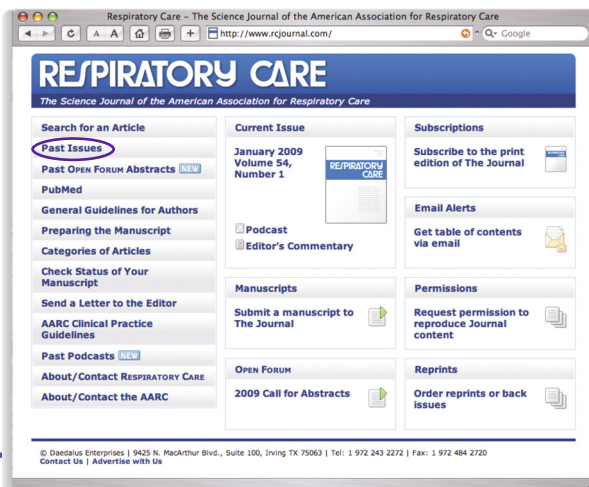 Respiratory Care – The Science Journal of the American Association for Respiratory Care
A A
http://www.rcjournal.com/
Google
RESPIRATORY CARE
The Science Journal of the American Association for Respiratory Care
Search for an Article
Past Issues
Past OPEN FORUM Abstracts NEW
PubMed
General Guidelines for Authors
Preparing the Manuscript
Categories of Articles
Check Status of Your
Manuscript
Send a Letter to the Editor
AARC Clinical Practice
Guidelines
Past Podcasts NEW
About/Contact RESPIRATORY CARE
About/Contact the AARC
Current Issue
January 2009
Volume 54,
Number 1
RESPIRATORY
CARE
Podcast
Editor's Commentary
Manuscripts
Submit a manuscript to
The Journal
OPEN FORUM
2009 Call for Abstracts
Subscriptions
Subscribe to the print
edition of The Journal
Email Alerts
Get table of contents
via email
Permissions
Request permission to
reproduce Journal
content
Reprints
Order reprints or back
issues
© Daedalus Enterprises | 9425 N. MacArthur Blvd., Suite 100, Irving TX 75063 | Tel: 1 972 243 2272 | Fax: 1 972 484 2720
Contact Us | Advertise with Us